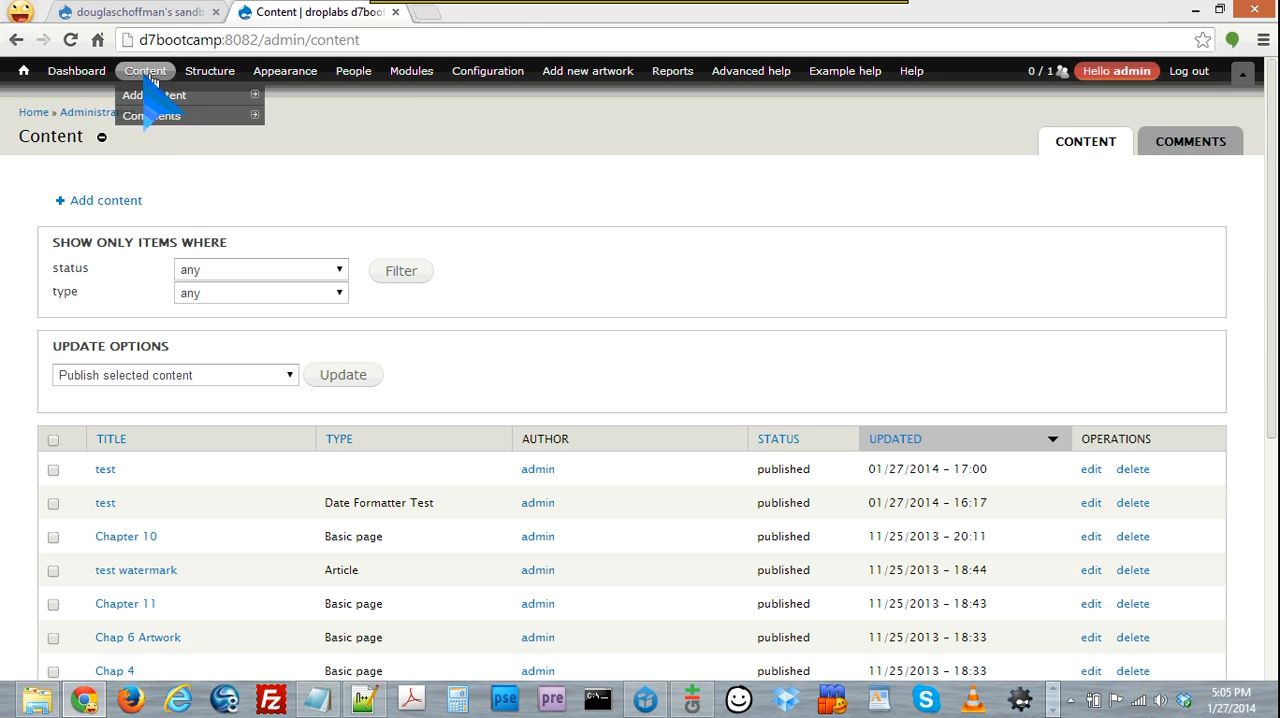 douglaschoffman's sandb
Content | droplabs d7boot
d7bootcamp:8082/admin/content
Dashboard Content Structure Appearance People Modules Configuration Add new artwork Reports Advanced help Example help Help 0 / 1 Hello admin Log out
Home » Administra
Content
CONTENT COMMENTS
+ Add content
SHOW ONLY ITEMS WHERE
status any Filter
type any
UPDATE OPTIONS
Publish selected content Update
TITLE TYPE AUTHOR STATUS UPDATED OPERATIONS
test admin published 01/27/2014 - 17:00 edit delete
test Date Formatter Test admin published 01/27/2014 - 16:17 edit delete
Chapter 10 Basic page admin published 11/25/2013 - 20:11 edit delete
test watermark Article admin published 11/25/2013 - 18:44 edit delete
Chapter 11 Basic page admin published 11/25/2013 - 18:43 edit delete
Chap 6 Artwork Basic page admin published 11/25/2013 - 18:33 edit delete
Chap 4 Basic page admin published 11/25/2013 - 18:33 edit delete
pse pre
5:05 PM
1/27/2014